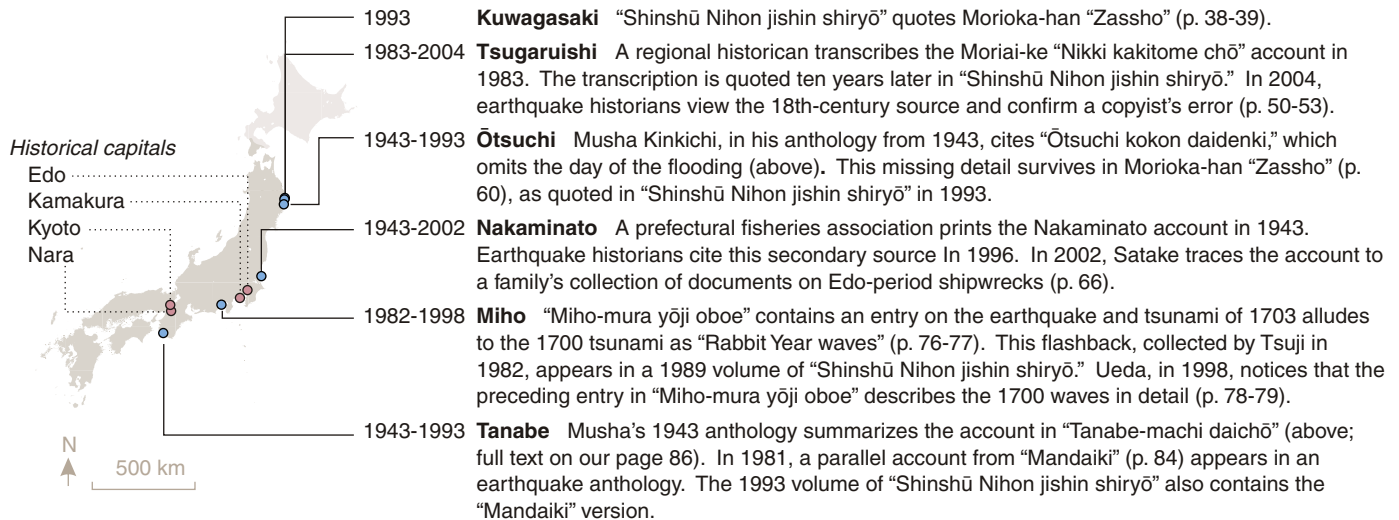 1993 Kuwagasaki “Shinshū Nihon jishin shiryō” quotes Morioka-han “Zassho” (p. 38-39).
1983-2004 Tsugaruishi A regional historican transcribes the Moriai-ke “Nikki kakitome chō” account in
1983. The transcription is quoted ten years later in “Shinshū Nihon jishin shiryō.” In 2004,
earthquake historians view the 18th-century source and confirm a copyist’s error (p. 50-53).
1943-1993 Ōtsuchi Musha Kinkichi, in his anthology from 1943, cites “Ōtsuchi kokon daidenki,” which
omits the day of the flooding (above). This missing detail survives in Morioka-han “Zassho” (p.
60), as quoted in “Shinshū Nihon jishin shiryō” in 1993.
1943-2002 Nakaminato A prefectural fisheries association prints the Nakaminato account in 1943.
Earthquake historians cite this secondary source In 1996. In 2002, Satake traces the account to
a family’s collection of documents on Edo-period shipwrecks (p. 66).
1982-1998 Miho “Miho-mura yōji oboe” contains an entry on the earthquake and tsunami of 1703 alludes
to the 1700 tsunami as “Rabbit Year waves” (p. 76-77). This flashback, collected by Tsuji in
1982, appears in a 1989 volume of “Shinshū Nihon jishin shiryō.” Ueda, in 1998, notices that the
preceding entry in “Miho-mura yōji oboe” describes the 1700 waves in detail (p. 78-79).
1943-1993 Tanabe Musha’s 1943 anthology summarizes the account in “Tanabe-machi daichō” (above;
full text on our page 86). In 1981, a parallel account from “Mandaiki” (p. 84) appears in an
earthquake anthology. The 1993 volume of “Shinshū Nihon jishin shiryō” also contains the
“Mandaiki” version.
Historical capitals
Edo
Kamakura
Kyoto
Nara
N
500 km